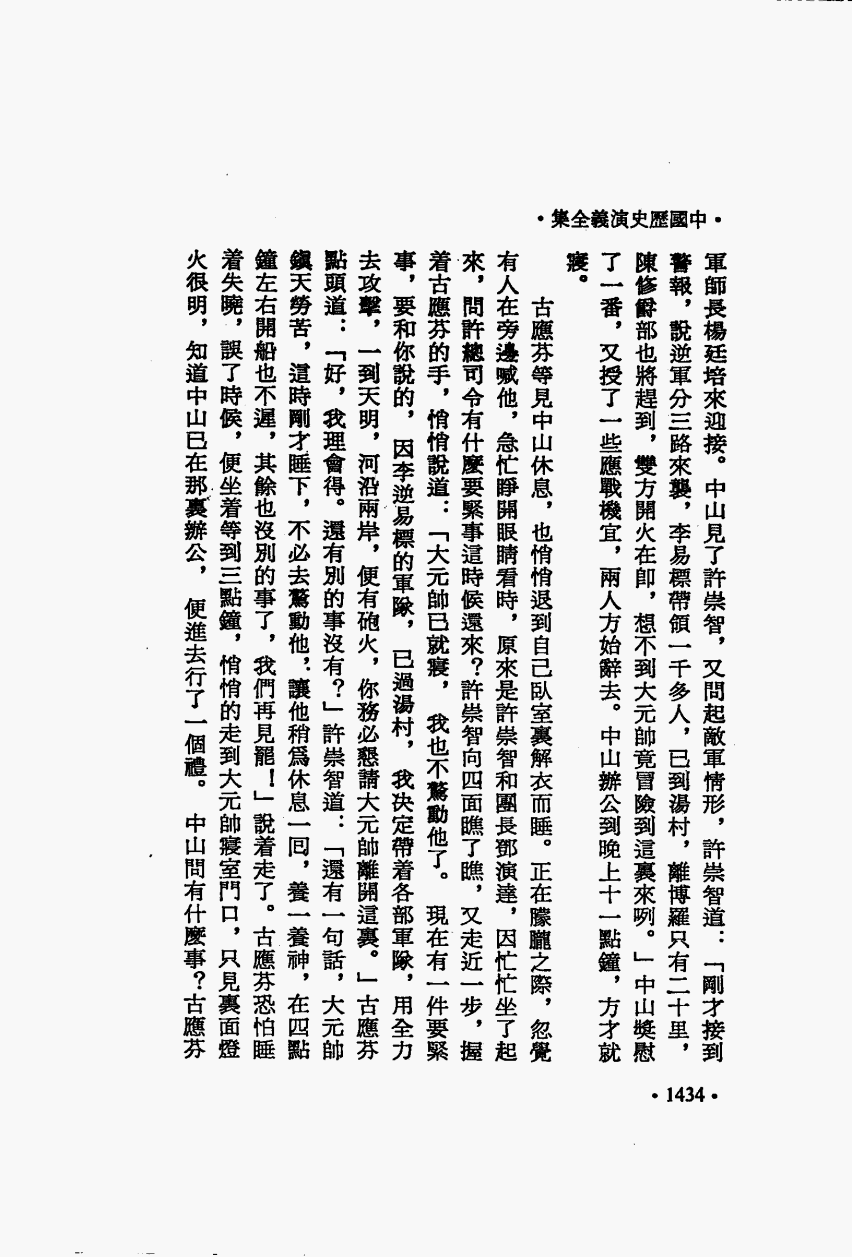 •中國歷史演義全集•
軍師長楊廷培來迎接。中山見了許崇智，又問起敵軍情形，許崇智道：「剛才接到
警報，說逆軍分三路來襲，李易標帶領一千多人，已到湯村，離博羅只有二十里，
陳修爵部也將趕到，雙方開火在卽，想不到大元帥竟冒險到這裏來咧。」中山獎慰
了一番，又授了一些應戰機宜，兩人方始辭去。中山辦公到晚上十一點鐘，方才就
寢。
古應芬等見中山休息，也悄悄退到自己臥室裏解衣而睡。正在朦朧之際，忽覺
有人在旁邊喊他，急忙睜開眼睛看時，原來是許崇智和團長鄧演達，因忙忙坐了起
來，問許總司令有什麼要緊事這時候還來？許崇智向四面瞧了瞧，又走近一步，握
着古應芬的手，悄悄說道：「大元帥已就寢，我也不驚動他了。現在有一件要緊
事，要和你說的，因李逆易標的軍隊，已過湯村，我決定帶着各部軍隊，用全力
去攻擊，一到天明，河沿兩岸，便有砲火，你務必懇請大元帥離開這裏。」古應芬
點頭道：「好，我理會得。還有別的事沒有？」許崇智道：「還有一句話，大元帥
鎭天勞苦，這時剛才睡下，不必去驚動他，讓他稍爲休息一囘，養一養神，在四點
鐘左右開船也不遲，其餘也沒別的事了，我們再見罷！」說着走了。古應芬恐怕睡
着失曉，誤了時候，便坐着等到三點鐘，悄悄的走到大元帥寢室門口，只見裏面燈
火很明，知道中山已在那裏辦公，便進去行了一個禮。中山問有什麼事？古應芬
•1434•